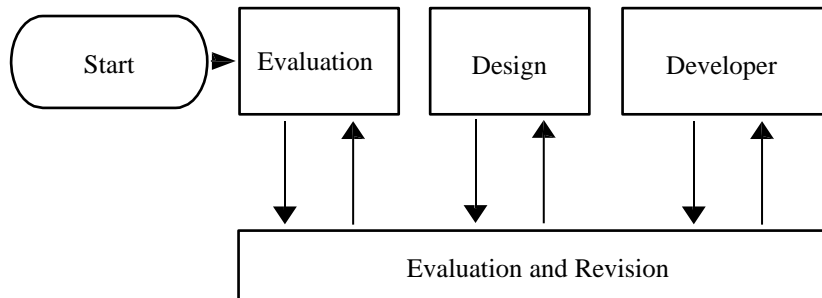 Start
Evaluation
Design
Developer
Evaluation and Revision